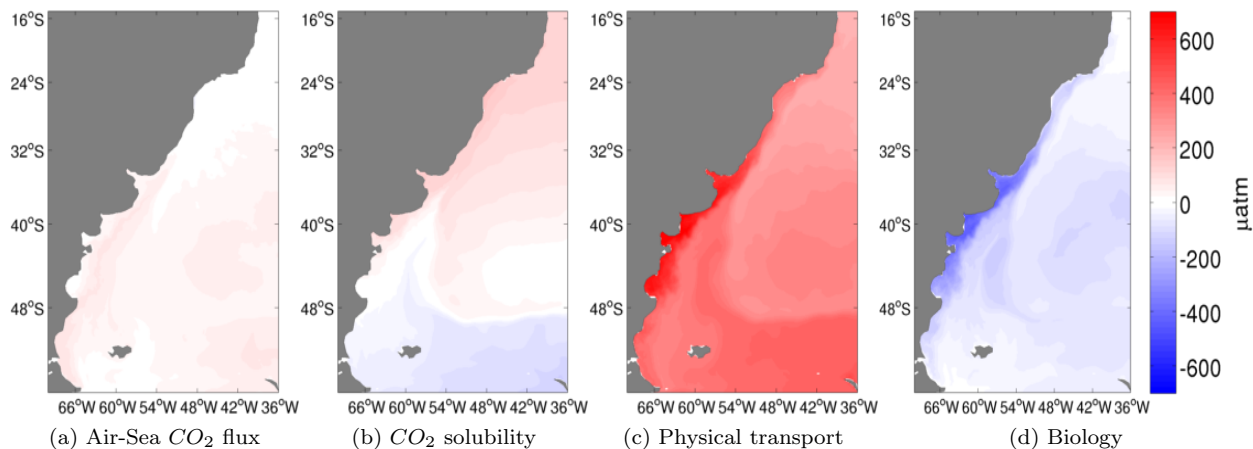 16°S 16°S 16°S 16°S 600
24°S 24°S 24°S 24°S 400
32°S 32°S 32°S 32°S 200
40°S 40°S 40°S 40°S 0 μatm
-200
48°S 48°S 48°S 48°S -400
-600
66°W 60°W 54°W 48°W 42°W 36°W 66°W 60°W 54°W 48°W 42°W 36°W 66°W 60°W 54°W 48°W 42°W 36°W 66°W 60°W 54°W 48°W 42°W 36°W
(a) Air-Sea CO₂ flux (b) CO₂ solubility (c) Physical transport (d) Biology